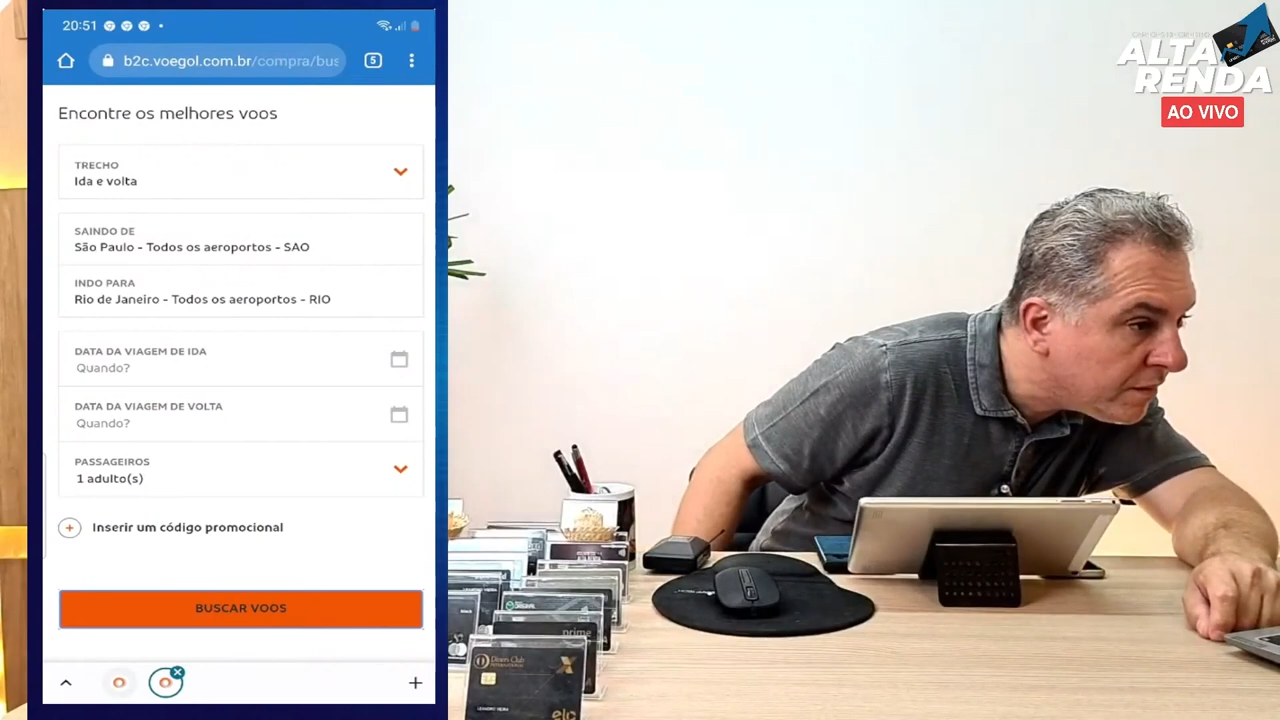 20:51
b2c.voegol.com.br/compra/bus
5
Encontre os melhores voos
TRECHO
Ida e volta
SAINDO DE
São Paulo - Todos os aeroportos - SAO
INDO PARA
Rio de Janeiro - Todos os aeroportos - RIO
DATA DA VIAGEM DE IDA
Quando?
DATA DA VIAGEM DE VOLTA
Quando?
PASSAGEIROS
1 adulto(s)
Inserir um código promocional
BUSCAR VOOS
ALTA
RENDA
AO VIVO
prime
Diners Club
INTERNATIONAL
LEANDRO VIEIRA
elo